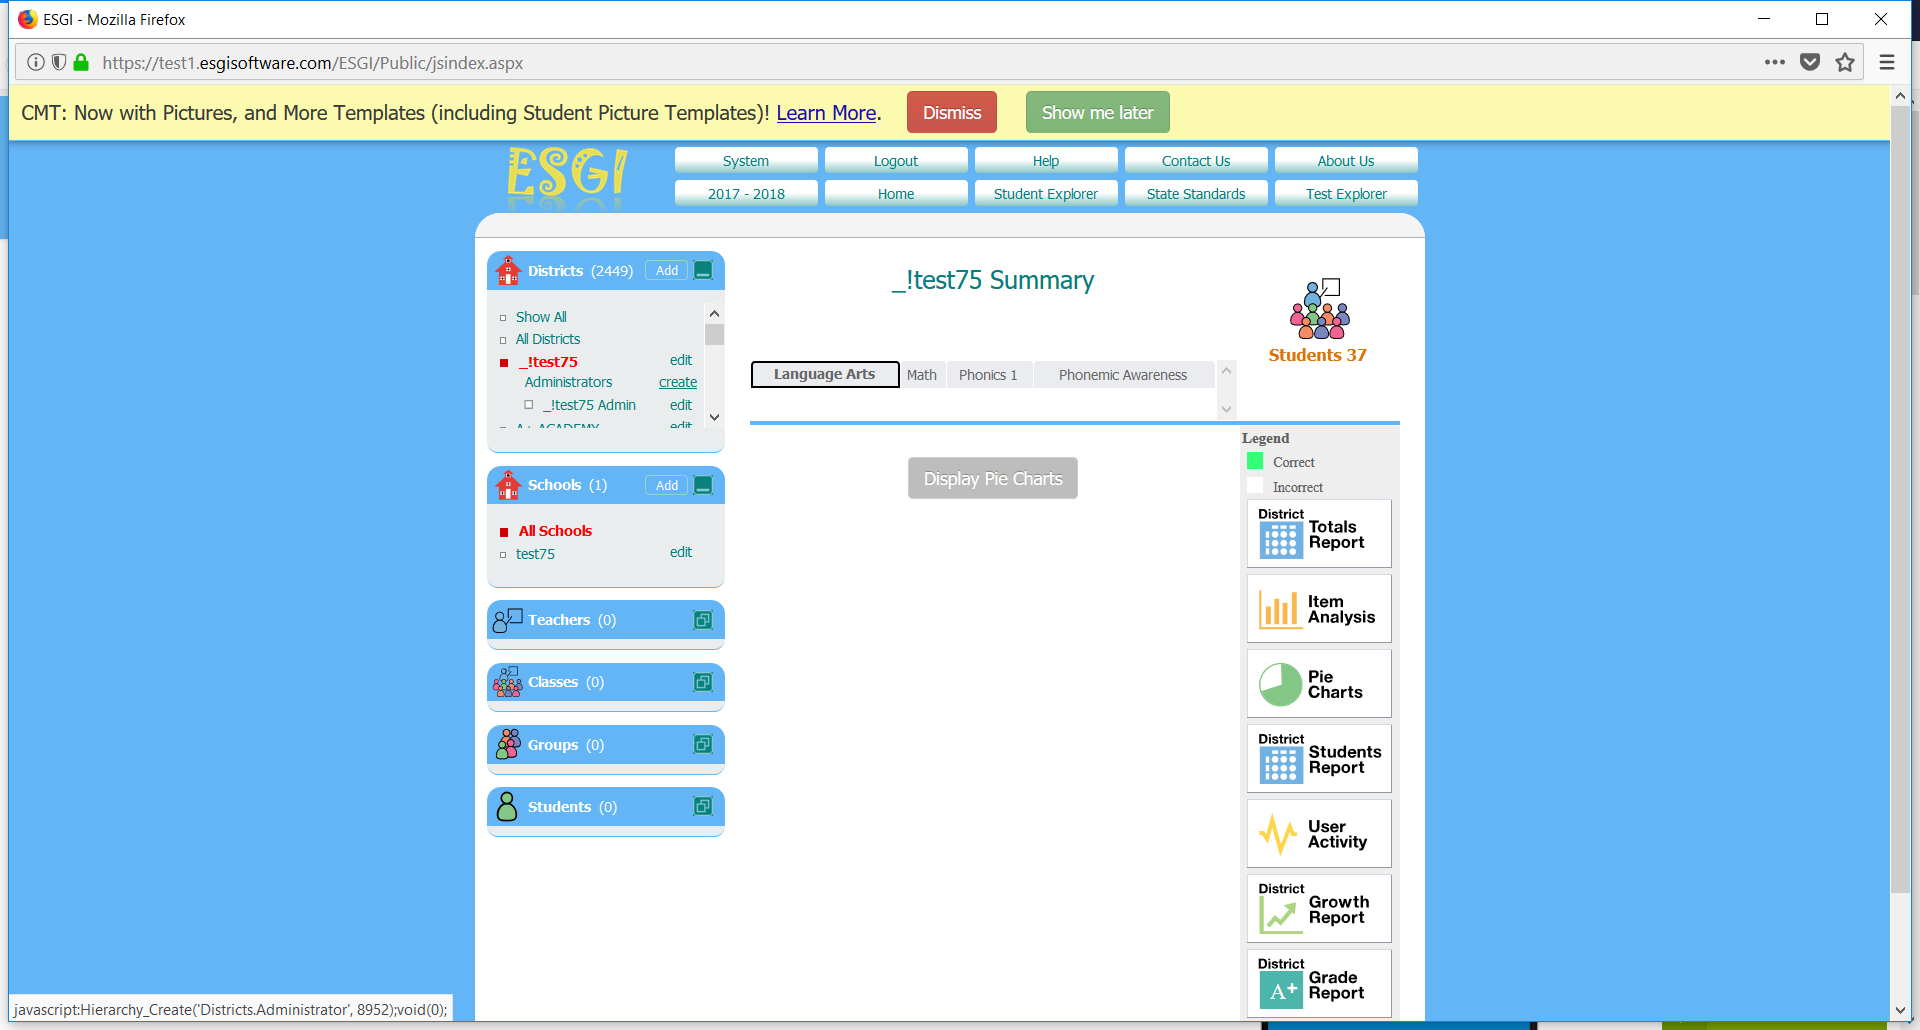 ESGI - Mozilla Firefox
https://test1.esgisoftware.com/ESGI/Public/jsindex.aspx
CMT: Now with Pictures, and More Templates (including Student Picture Templates)! Learn More. Dismiss Show me later
ESGI
System Logout Help Contact Us About Us
2017 - 2018 Home Student Explorer State Standards Test Explorer
Districts (2449) Add
Show All
All Districts
_!test75 edit
Administrators create
_!test75 Admin edit
A+ ACADEMY edit
Schools (1) Add
All Schools
test75 edit
Teachers (0)
Classes (0)
Groups (0)
Students (0)
_!test75 Summary
Students 37
Language Arts Math Phonics 1 Phonemic Awareness
Display Pie Charts
Legend
Correct
Incorrect
District
Totals
Report
Item
Analysis
Pie
Charts
District
Students
Report
User
Activity
District
Growth
Report
District
A+
Grade
Report
javascript:Hierarchy_Create('Districts.Administrator', 8952);void(0);